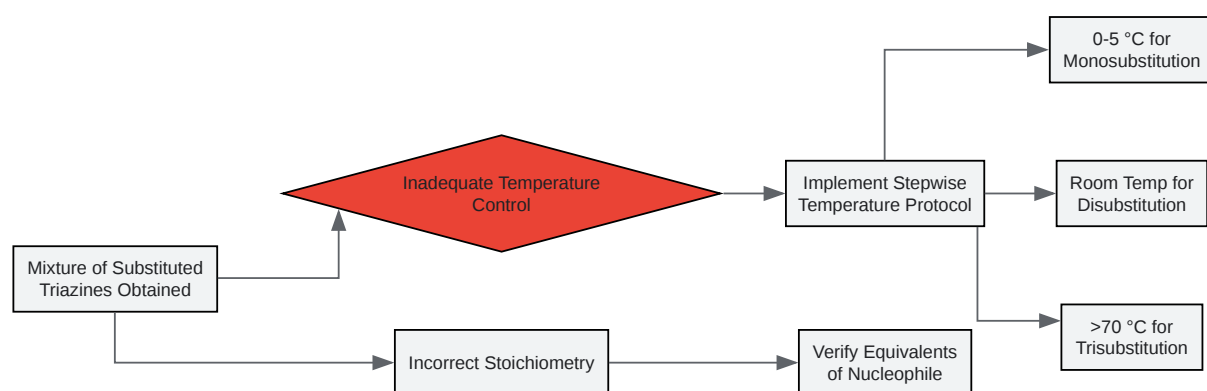 0-5 °C for
Monosubstitution
Inadequate Temperature
Control
Implement Stepwise
Temperature Protocol
Room Temp for
Disubstitution
Mixture of Substituted
Triazines Obtained
>70 °C for
Trisubstitution
Incorrect Stoichiometry
Verify Equivalents
of Nucleophile